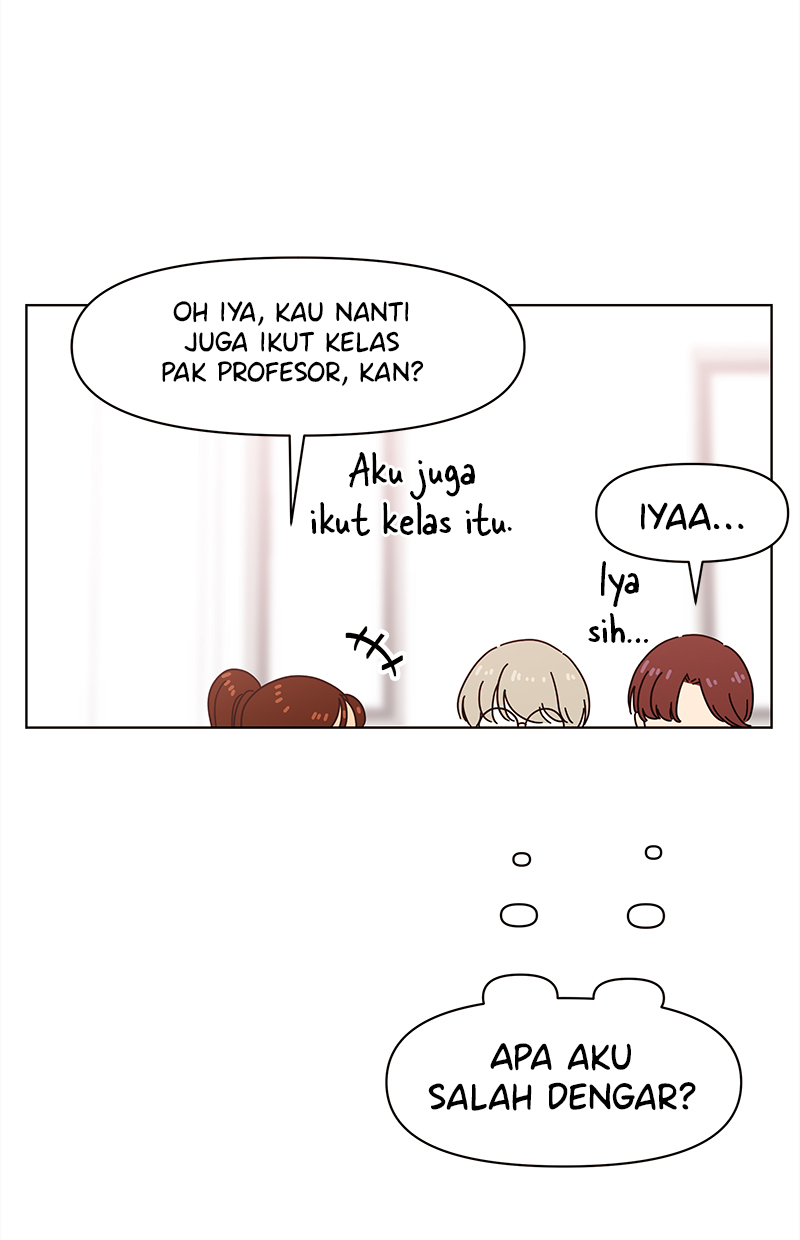 OH IYA, KAU NANTI
JUGA IKUT KELAS
PAK PROFESOR, KAN?
Aku juga
ikut kelas itu.
IYAA...
Iya
sih...
APA AKU
SALAH DENGAR?